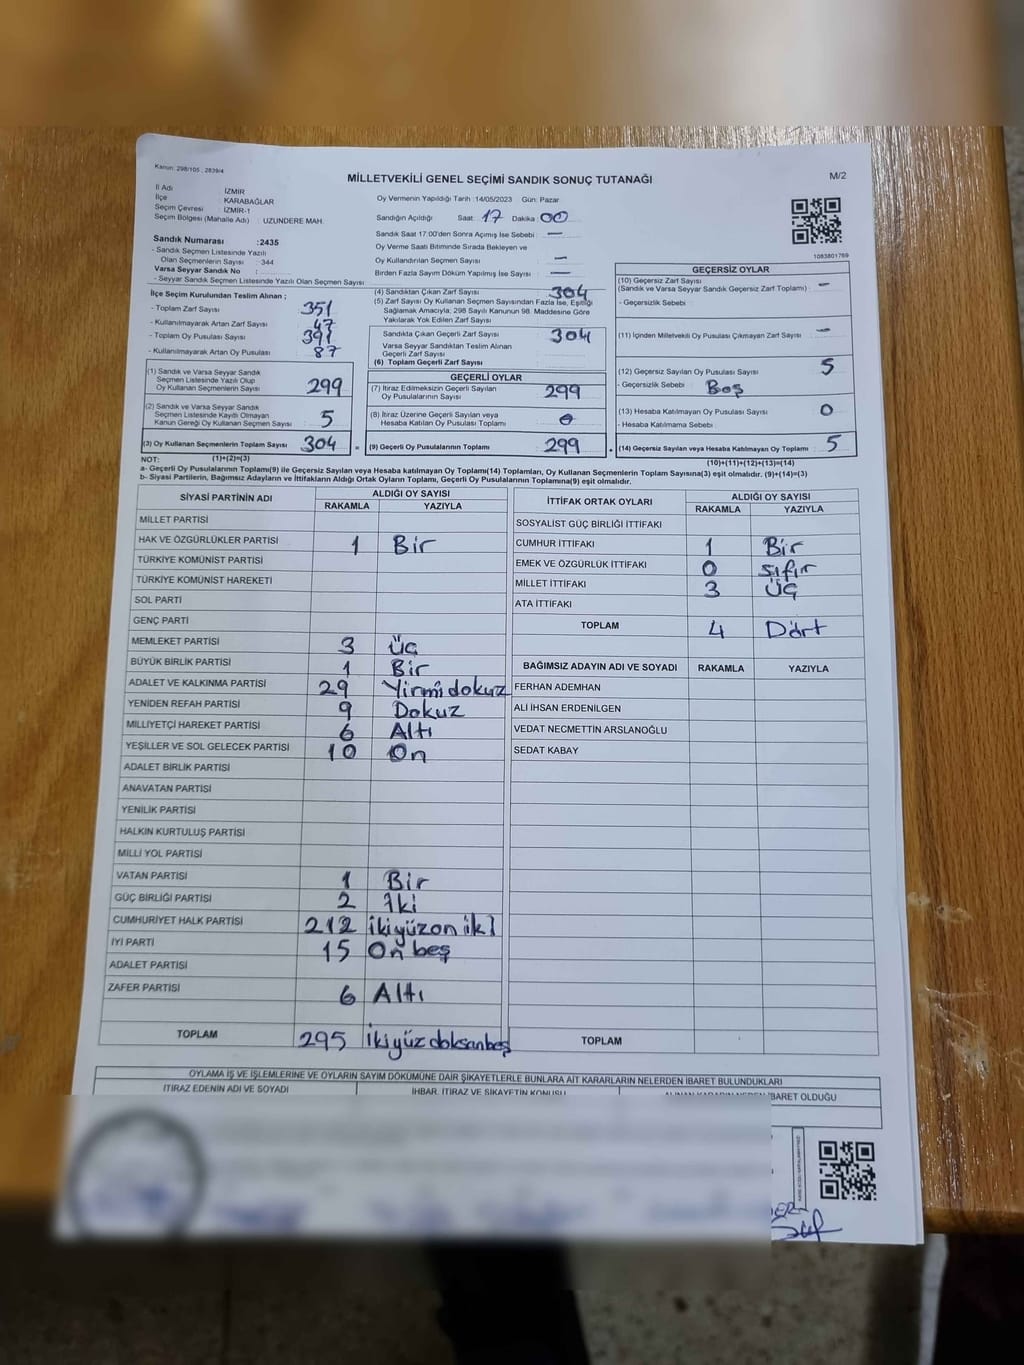 Kanun: 298/105 , 2839/4
MİLLETVEKİLİ GENEL SEÇİMİ SANDIK SONUÇ TUTANAĞI
M/2
İl Adı : İZMİR
İlçe : KARABAĞLAR
Seçim Çevresi : İZMİR-1
Seçim Bölgesi (Mahalle Adı) : UZUNDERE MAH.
Sandık Numarası :2435
- Sandık Seçmen Listesinde Yazılı
Olan Seçmenlerin Sayısı :344
Varsa Seyyar Sandık No :
- Seyyar Sandık Seçmen Listesinde Yazılı Olan Seçmen Sayısı :
Oy Vermenin Yapıldığı Tarih :14/05/2023 Gün: Pazar
Sandığın Açıldığı Saat: 17 Dakika: 00
Sandık Saat 17:00'den Sonra Açılmış İse Sebebi : —
Oy Verme Saati Bitiminde Sırada Bekleyen ve
Oy Kullandırılan Seçmen Sayısı : —
Birden Fazla Sayım Döküm Yapılmış İse Sayısı : —
1083801769
İlçe Seçim Kurulundan Teslim Alınan ;
- Toplam Zarf Sayısı : 351
- Kullanılmayarak Artan Zarf Sayısı : 47
- Toplam Oy Pusulası Sayısı : 391
- Kullanılmayarak Artan Oy Pusulası : 87
(1) Sandık ve Varsa Seyyar Sandık
Seçmen Listesinde Yazılı Olup
Oy Kullanan Seçmenlerin Sayısı : 299
(2) Sandık ve Varsa Seyyar Sandık
Seçmen Listesinde Kayıtlı Olmayan
Kanun Gereği Oy Kullanan Seçmen Sayısı : 5
(3) Oy Kullanan Seçmenlerin Toplam Sayısı : 304
(4) Sandıktan Çıkan Zarf Sayısı : 304
(5) Zarf Sayısı Oy Kullanan Seçmen Sayısından Fazla İse, Eşitliği
Sağlamak Amacıyla; 298 Sayılı Kanunun 98. Maddesine Göre
Yakılarak Yok Edilen Zarf Sayısı :
Sandıkta Çıkan Geçerli Zarf Sayısı : 304
Varsa Seyyar Sandıktan Teslim Alınan
Geçerli Zarf Sayısı :
(6) Toplam Geçerli Zarf Sayısı :
GEÇERLİ OYLAR
(7) İtiraz Edilmeksizin Geçerli Sayılan
Oy Pusulalarının Sayısı : 299
(8) İtiraz Üzerine Geçerli Sayılan veya
Hesaba Katılan Oy Pusulası Toplamı : 0
= (9) Geçerli Oy Pusulalarının Toplamı : 299
GEÇERSİZ OYLAR
(10) Geçersiz Zarf Sayısı : —
(Sandık ve Varsa Seyyar Sandık Geçersiz Zarf Toplamı)
- Geçersizlik Sebebi :
(11) İçinden Milletvekili Oy Pusulası Çıkmayan Zarf Sayısı : —
(12) Geçersiz Sayılan Oy Pusulası Sayısı : 5
- Geçersizlik Sebebi : Boş
(13) Hesaba Katılmayan Oy Pusulası Sayısı : 0
- Hesaba Katılmama Sebebi :
+ (14) Geçersiz Sayılan veya Hesaba Katılmayan Oy Toplamı : 5
NOT: (1)+(2)=(3)
(10)+(11)+(12)+(13)=(14)
a- Geçerli Oy Pusulalarının Toplamı(9) ile Geçersiz Sayılan veya Hesaba katılmayan Oy Toplamı(14) Toplamları, Oy Kullanan Seçmenlerin Toplam Sayısına(3) eşit olmalıdır. (9)+(14)=(3)
b- Siyasi Partilerin, Bağımsız Adayların ve İttifakların Aldığı Ortak Oyların Toplamı, Geçerli Oy Pusulalarının Toplamına(9) eşit olmalıdır.
SİYASİ PARTİNİN ADI ALDIĞI OY SAYISI
RAKAMLA YAZIYLA
MİLLET PARTİSİ
HAK VE ÖZGÜRLÜKLER PARTİSİ 1 Bir
TÜRKİYE KOMÜNİST PARTİSİ
TÜRKİYE KOMÜNİST HAREKETİ
SOL PARTİ
GENÇ PARTİ
MEMLEKET PARTİSİ 3 Üç
BÜYÜK BİRLİK PARTİSİ 1 Bir
ADALET VE KALKINMA PARTİSİ 29 Yirmi dokuz
YENİDEN REFAH PARTİSİ 9 Dokuz
MİLLİYETÇİ HAREKET PARTİSİ 6 Altı
YEŞİLLER VE SOL GELECEK PARTİSİ 10 On
ADALET BİRLİK PARTİSİ
ANAVATAN PARTİSİ
YENİLİK PARTİSİ
HALKIN KURTULUŞ PARTİSİ
MİLLİ YOL PARTİSİ
VATAN PARTİSİ 1 Bir
GÜÇ BİRLİĞİ PARTİSİ 2 İki
CUMHURİYET HALK PARTİSİ 212 ikiyüzon iki
İYİ PARTİ 15 On beş
ADALET PARTİSİ
ZAFER PARTİSİ 6 Altı
TOPLAM 295 ikiyüz doksanbeş
İTTİFAK ORTAK OYLARI ALDIĞI OY SAYISI
RAKAMLA YAZIYLA
SOSYALİST GÜÇ BİRLİĞİ İTTİFAKI
CUMHUR İTTİFAKI 1 Bir
EMEK VE ÖZGÜRLÜK İTTİFAKI 0 sıfır
MİLLET İTTİFAKI 3 Üç
ATA İTTİFAKI
TOPLAM 4 Dört
BAĞIMSIZ ADAYIN ADI VE SOYADI RAKAMLA YAZIYLA
FERHAN ADEMHAN
ALİ İHSAN ERDENİLGEN
VEDAT NECMETTİN ARSLANOĞLU
SEDAT KABAY
TOPLAM
OYLAMA İŞ VE İŞLEMLERİNE VE OYLARIN SAYIM DÖKÜMÜNE DAİR ŞİKAYETLERLE BUNLARA AİT KARARLARIN NELERDEN İBARET BULUNDUKLARI
İTİRAZ EDENİN ADI VE SOYADI İHBAR, İTİRAZ VE ŞİKAYETİN KONUSU ALINAN KARARIN NEDEN İBARET OLDUĞU